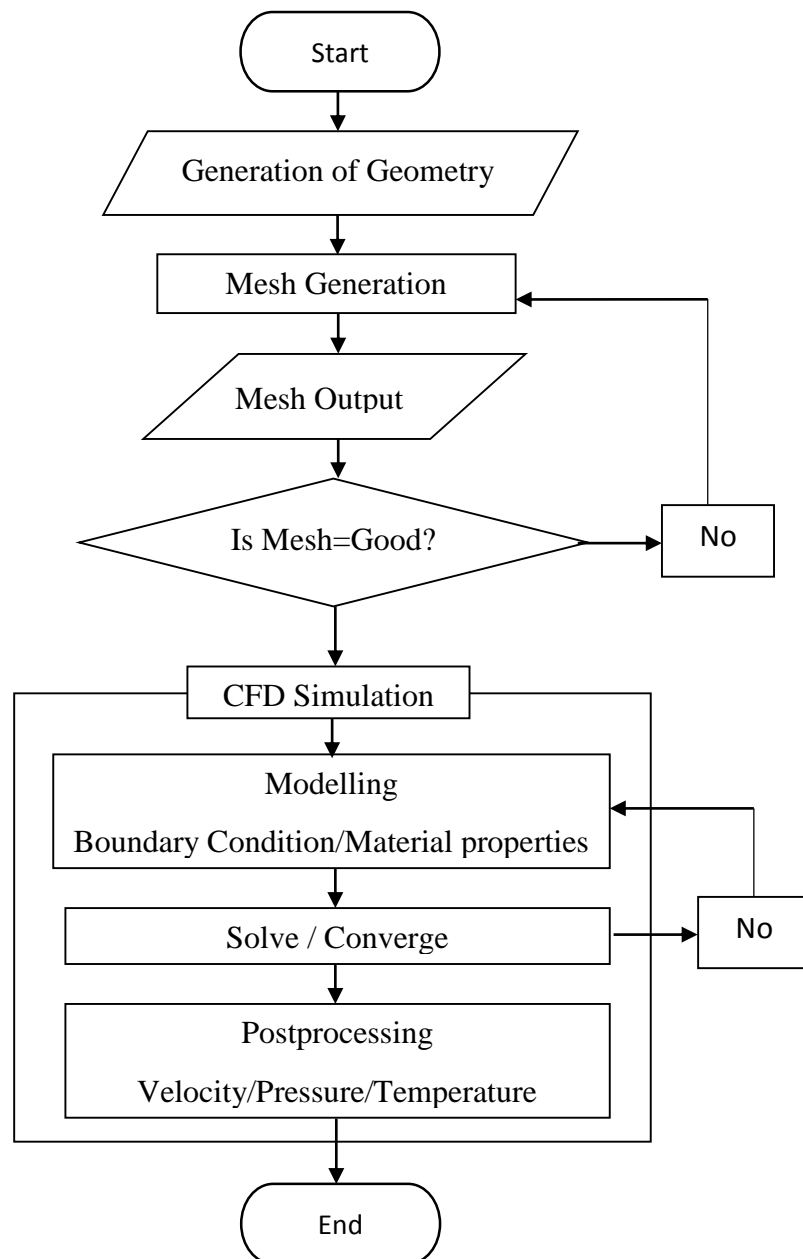 Start
Generation of Geometry
Mesh Generation
Mesh Output
Is Mesh=Good?
No
CFD Simulation
Modelling
Boundary Condition/Material properties
Solve / Converge
No
Postprocessing
Velocity/Pressure/Temperature
End